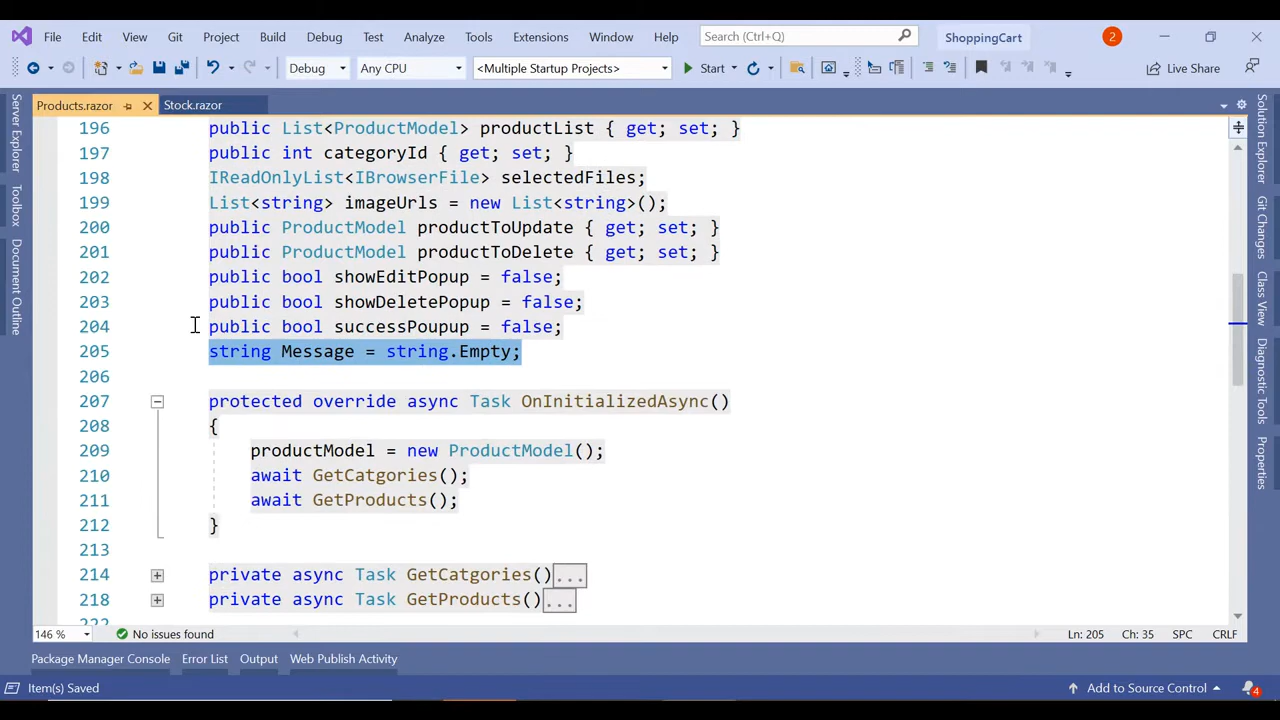 File Edit View Git Project Build Debug Test Analyze Tools Extensions Window Help Search (Ctrl+Q) ShoppingCart 2
Debug Any CPU <Multiple Startup Projects> Start Live Share
Products.razor Stock.razor
196 public List<ProductModel> productList { get; set; }
197 public int categoryId { get; set; }
198 IReadOnlyList<IBrowserFile> selectedFiles;
199 List<string> imageUrls = new List<string>();
200 public ProductModel productToUpdate { get; set; }
201 public ProductModel productToDelete { get; set; }
202 public bool showEditPopup = false;
203 public bool showDeletePopup = false;
204 public bool successPoupup = false;
205 string Message = string.Empty;
206
207 protected override async Task OnInitializedAsync()
208 {
209 productModel = new ProductModel();
210 await GetCatgories();
211 await GetProducts();
212 }
213
214 private async Task GetCatgories()...
218 private async Task GetProducts()...
146 % No issues found Ln: 205 Ch: 35 SPC CRLF
Package Manager Console Error List Output Web Publish Activity
Item(s) Saved Add to Source Control 4
Server Explorer
Toolbox
Document Outline
Solution Explorer
Git Changes
Class View
Diagnostic Tools
Properties